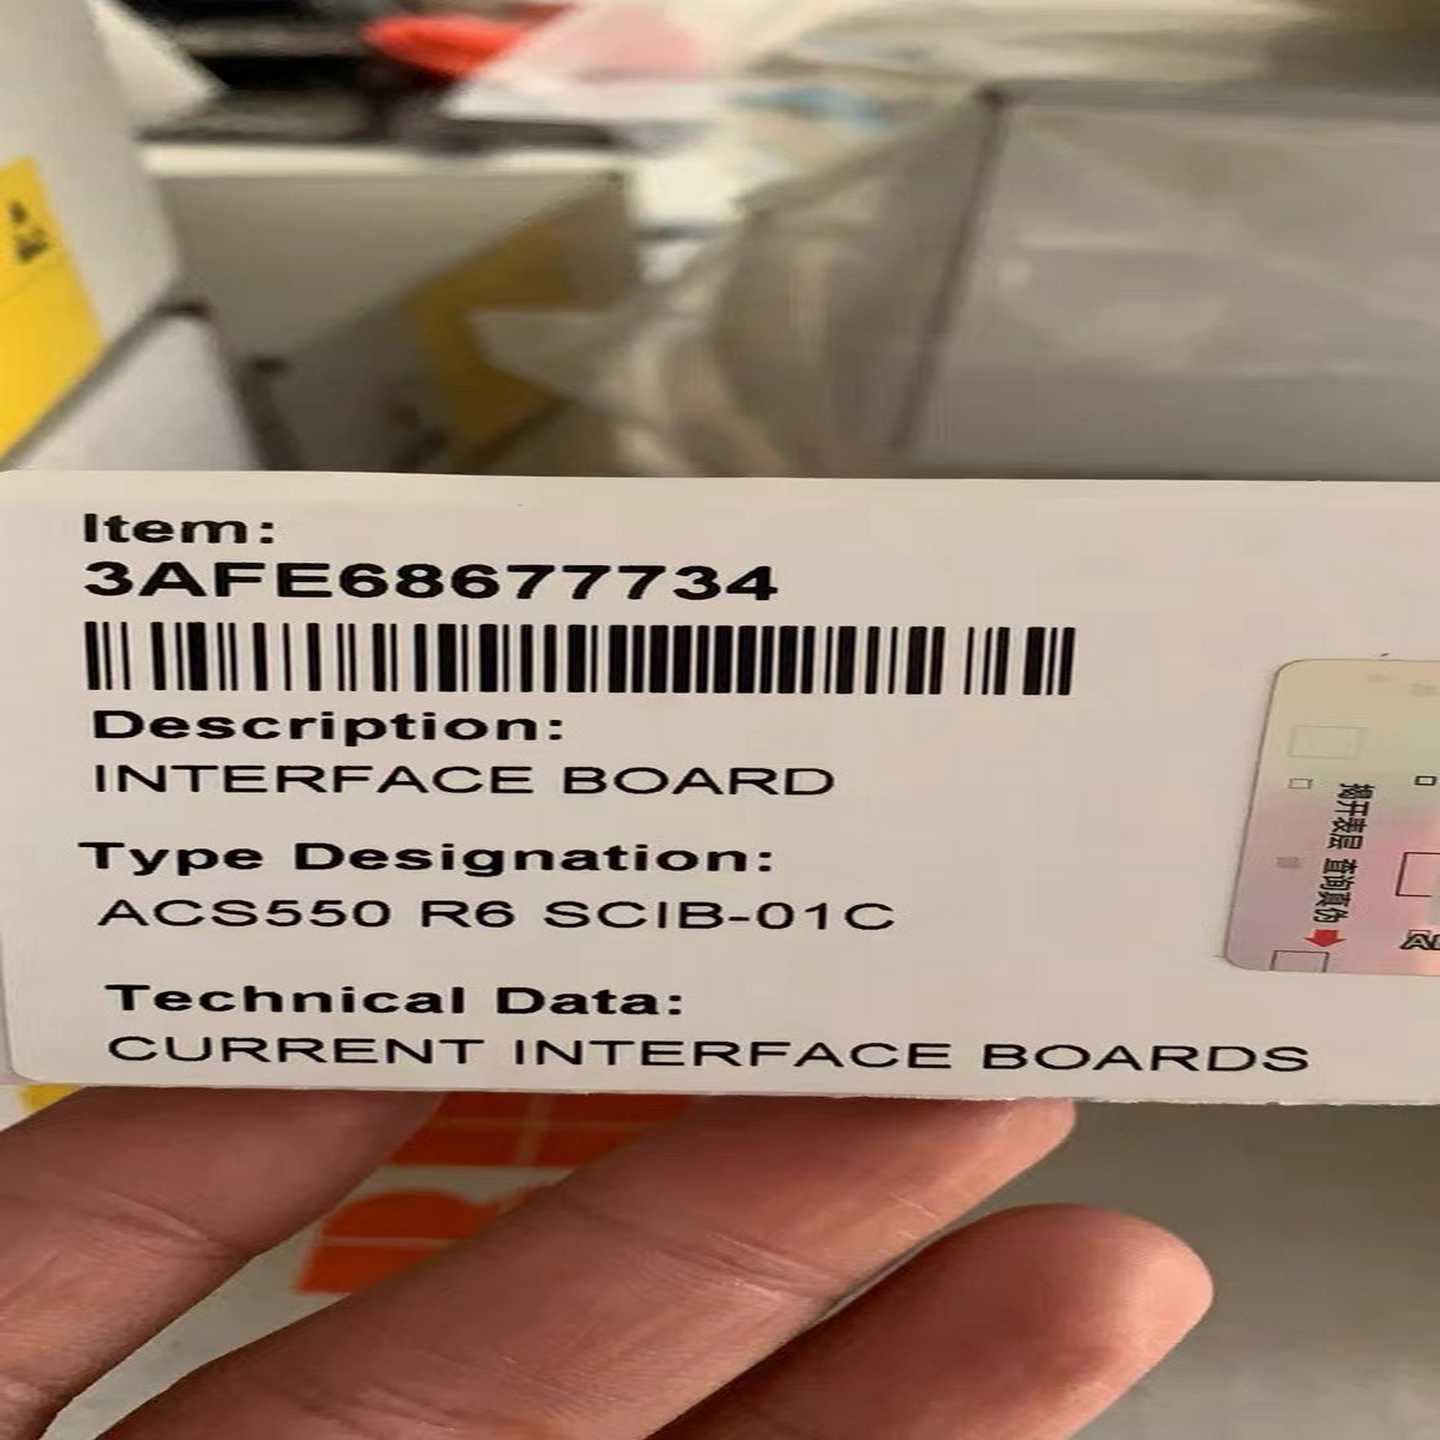 Item:
3AFE68677734
Description:
INTERFACE BOARD
Type Designation:
ACS550 R6 SCIB-01C
Technical Data:
CURRENT INTERFACE BOARDS
揭开表层 查询真伪